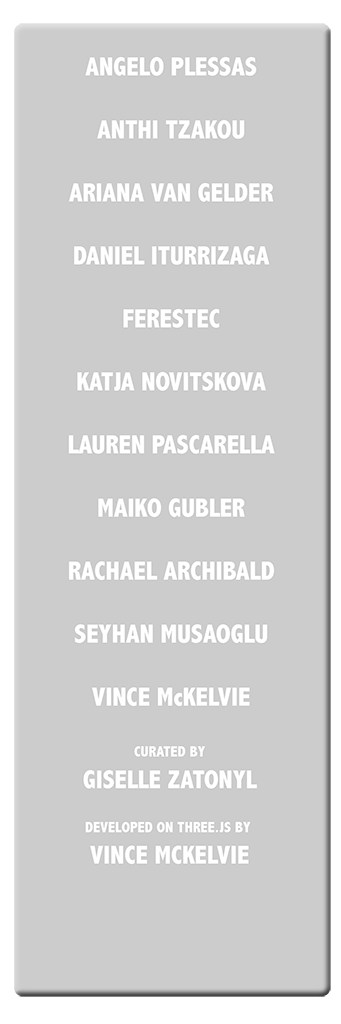 ANGELO PLESSAS
ANTHI TZAKOU
ARIANA VAN GELDER
DANIEL ITURRIZAGA
FERESTEC
KATJA NOVITSKOVA
LAUREN PASCARELLA
MAIKO GUBLER
RACHAEL ARCHIBALD
SEYHAN MUSAOGLU
VINCE McKELVIE
CURATED BY
GISELLE ZATONYL
DEVELOPED ON THREE.JS BY
VINCE MCKELVIE